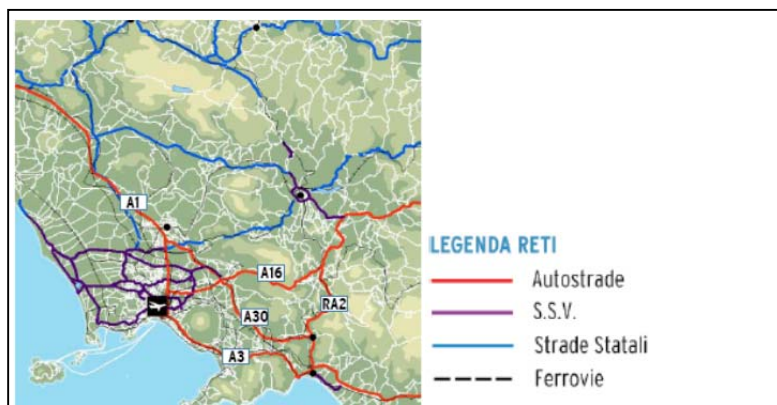 A1
A16
RA2
A30
A3
LEGENDA RETI
Autostrade
S.S.V.
Strade Statali
Ferrovie